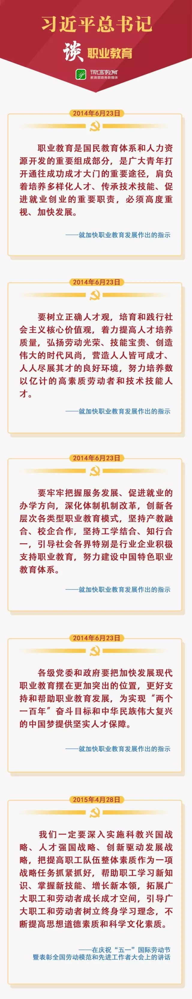 习近平总书记
谈 职业教育
微言教育
教育部政务新媒体
2014年6月23日
职业教育是国民教育体系和人力资
源开发的重要组成部分，是广大青年打
开通往成功成才大门的重要途径，肩负
着培养多样化人才、传承技术技能、促
进就业创业的重要职责，必须高度重
视、加快发展。
——就加快职业教育发展作出的指示
2014年6月23日
要树立正确人才观，培育和践行社
会主义核心价值观，着力提高人才培养
质量，弘扬劳动光荣、技能宝贵、创造
伟大的时代风尚，营造人人皆可成才、
人人尽展其才的良好环境，努力培养数
以亿计的高素质劳动者和技术技能人
才。
——就加快职业教育发展作出的指示
2014年6月23日
要牢牢把握服务发展、促进就业的
办学方向，深化体制机制改革，创新各
层次各类型职业教育模式，坚持产教融
合、校企合作，坚持工学结合、知行合
一，引导社会各界特别是行业企业积极
支持职业教育，努力建设中国特色职业
教育体系。
——就加快职业教育发展作出的指示
2014年6月23日
各级党委和政府要把加快发展现代
职业教育摆在更加突出的位置，更好支
持和帮助职业教育发展，为实现“两个
一百年”奋斗目标和中华民族伟大复兴
的中国梦提供坚实人才保障。
——就加快职业教育发展作出的指示
2015年4月28日
我们一定要深入实施科教兴国战
略、人才强国战略、创新驱动发展战
略，把提高职工队伍整体素质作为一项
战略任务抓紧抓好，帮助职工学习新知
识、掌握新技能、增长新本领，拓展广
大职工和劳动者成长成才空间，引导广
大职工和劳动者树立终身学习理念，不
断提高思想道德素质和科学文化素质。
——在庆祝“五一”国际劳动节
暨表彰全国劳动模范和先进工作者大会上的讲话